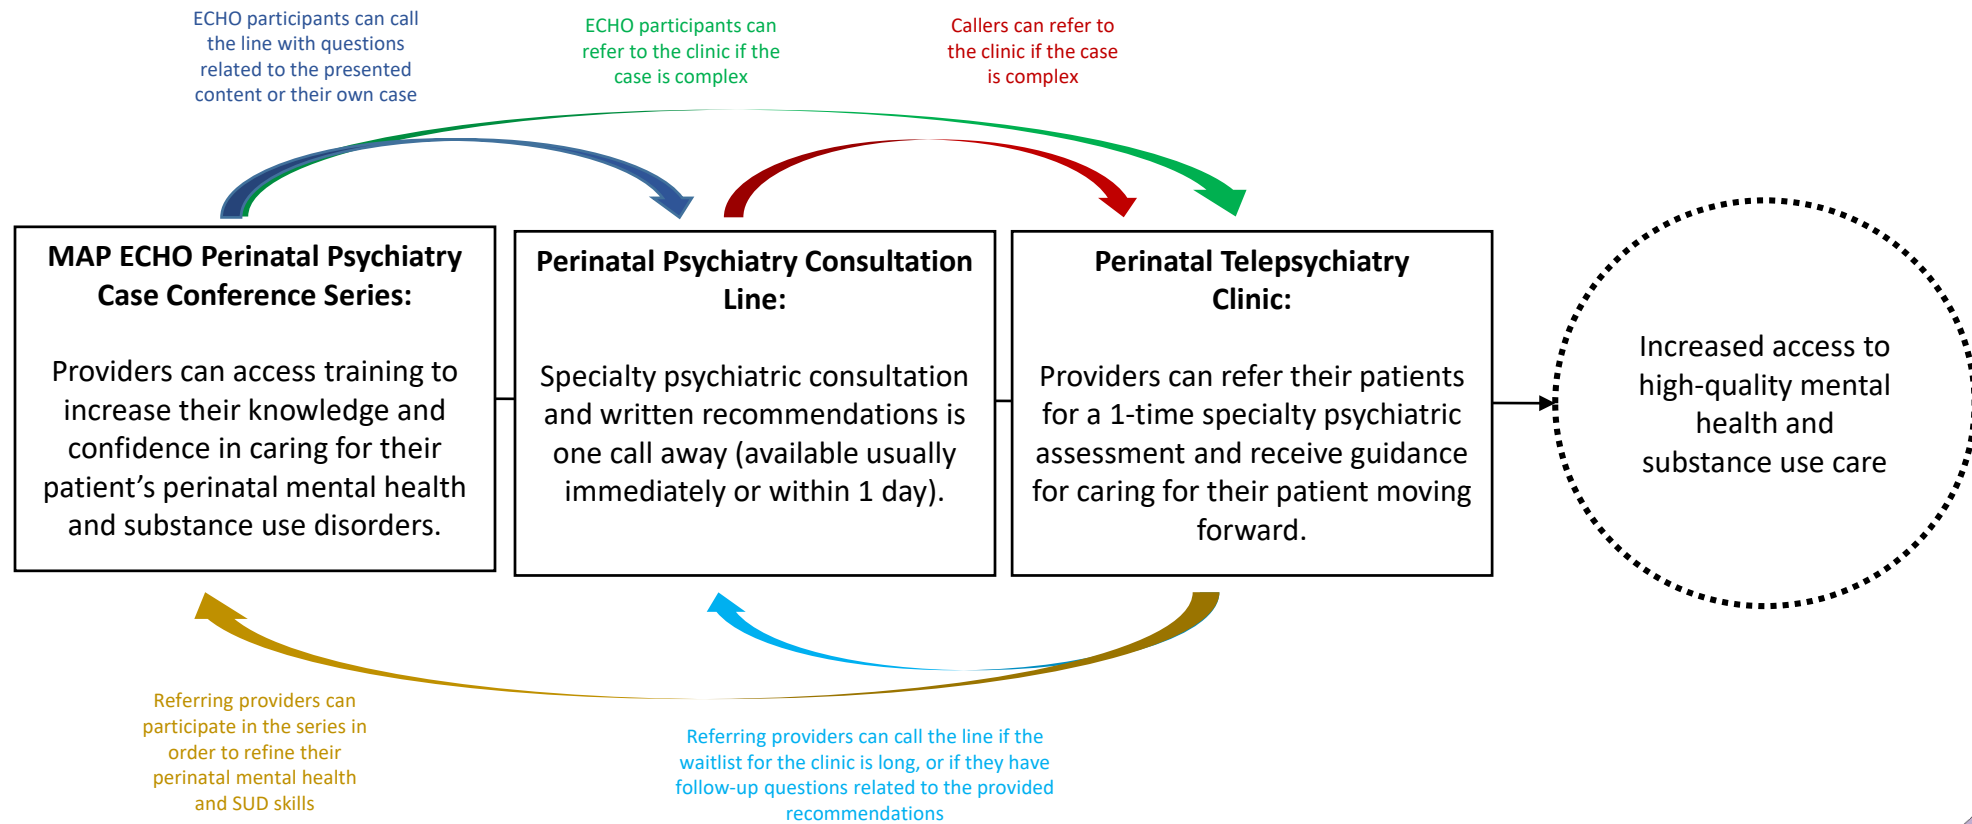 ECHO participants can call
the line with questions
related to the presented
content or their own case
ECHO participants can
refer to the clinic if the
case is complex
Callers can refer to
the clinic if the case
is complex
MAP ECHO Perinatal Psychiatry
Case Conference Series:
Providers can access training to
increase their knowledge and
confidence in caring for their
patient’s perinatal mental health
and substance use disorders.
Perinatal Psychiatry Consultation
Line:
Specialty psychiatric consultation
and written recommendations is
one call away (available usually
immediately or within 1 day).
Perinatal Telepsychiatry
Clinic:
Providers can refer their patients
for a 1-time specialty psychiatric
assessment and receive guidance
for caring for their patient moving
forward.
Increased access to
high-quality mental
health and
substance use care
Referring providers can
participate in the series in
order to refine their
perinatal mental health
and SUD skills
Referring providers can call the line if the
waitlist for the clinic is long, or if they have
follow-up questions related to the provided
recommendations